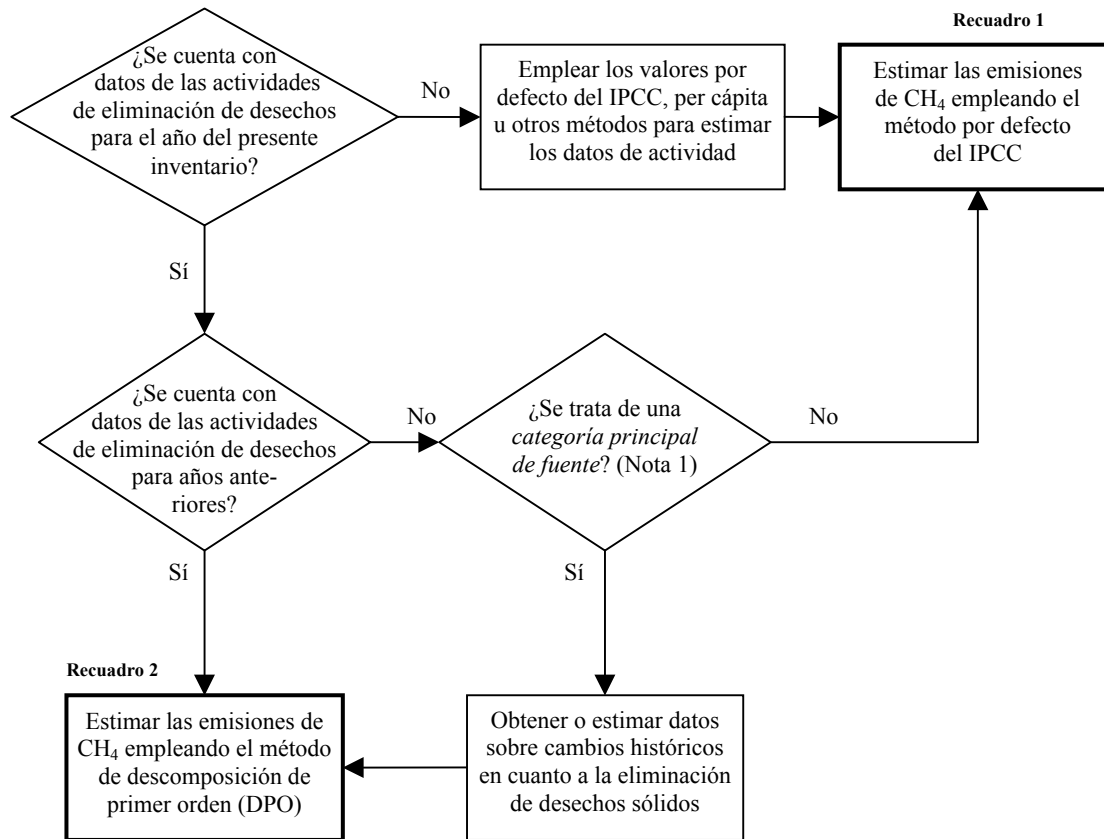 Recuadro 1
¿Se cuenta con
datos de las actividades
de eliminación de desechos
para el año del presente
inventario?
No
Emplear los valores por
defecto del IPCC, per cápita
u otros métodos para estimar
los datos de actividad
Estimar las emisiones
de CH₄ empleando el
método por defecto
del IPCC
Sí
¿Se cuenta con
datos de las actividades
de eliminación de desechos
para años ante-
riores?
No
¿Se trata de una
categoría principal
de fuente? (Nota 1)
No
Sí
Sí
Recuadro 2
Estimar las emisiones de
CH₄ empleando el método
de descomposición de
primer orden (DPO)
Obtener o estimar datos
sobre cambios históricos
en cuanto a la eliminación
de desechos sólidos